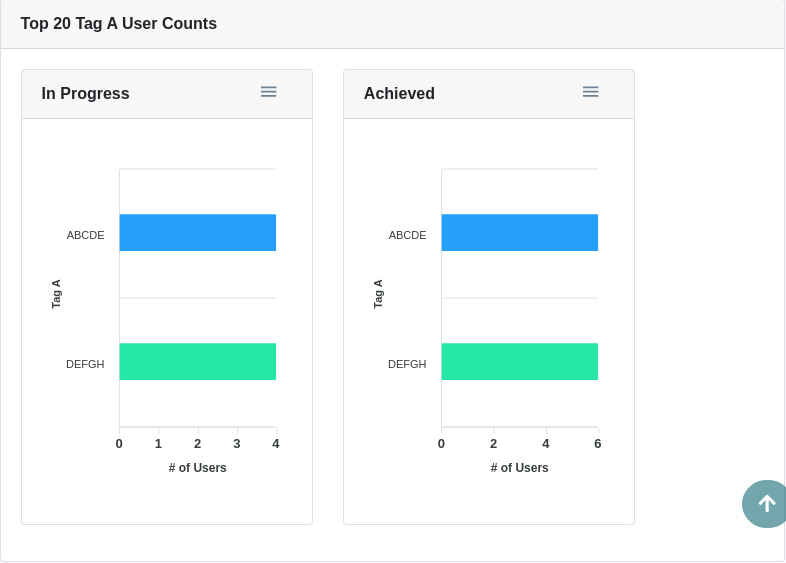 Top 20 Tag A User Counts
In Progress
ABCDE
DEFGH
Tag A
0 1 2 3 4
# of Users
Achieved
ABCDE
DEFGH
Tag A
0 2 4 6
# of Users